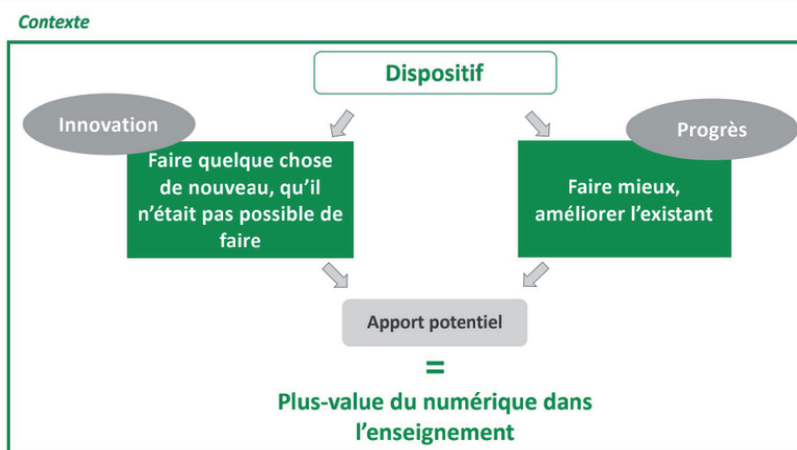 Contexte
Dispositif
Innovation
Progrès
Faire quelque chose
de nouveau, qu'il
n'était pas possible de
faire
Faire mieux,
améliorer l'existant
Apport potentiel
=
Plus-value du numérique dans
l'enseignement